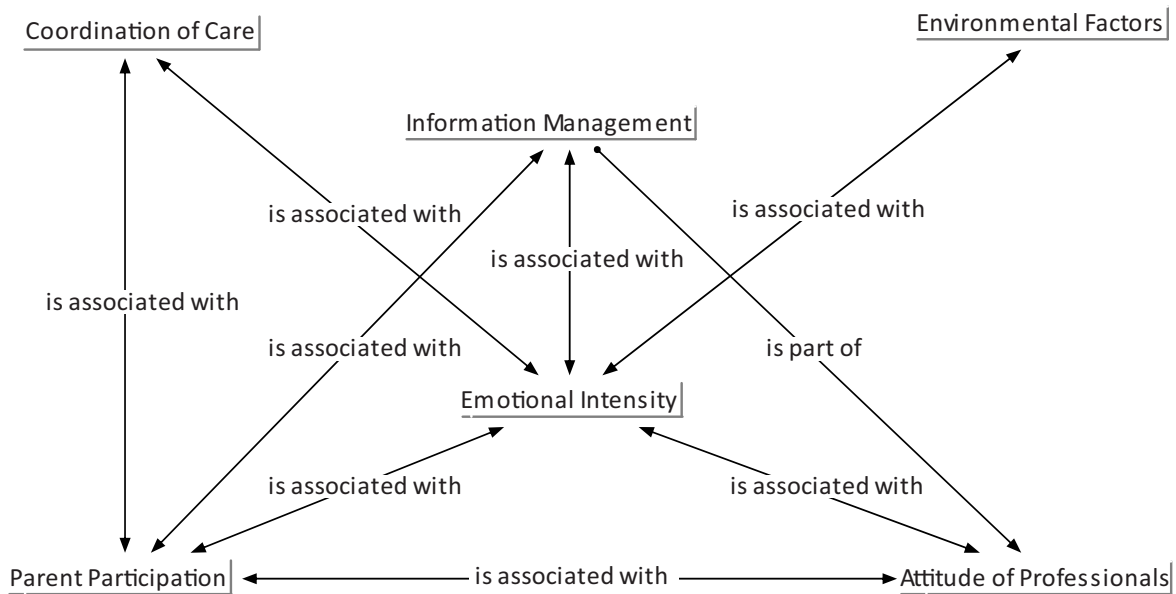 Environmental Factors
Coordination of Care
Information Management
is associated with
is associated with
is associated with
is associated with
is associated with
is part of
Emotional Intensity
is associated with
is associated with
Parent Participation
is associated with
Attitude of Professionals